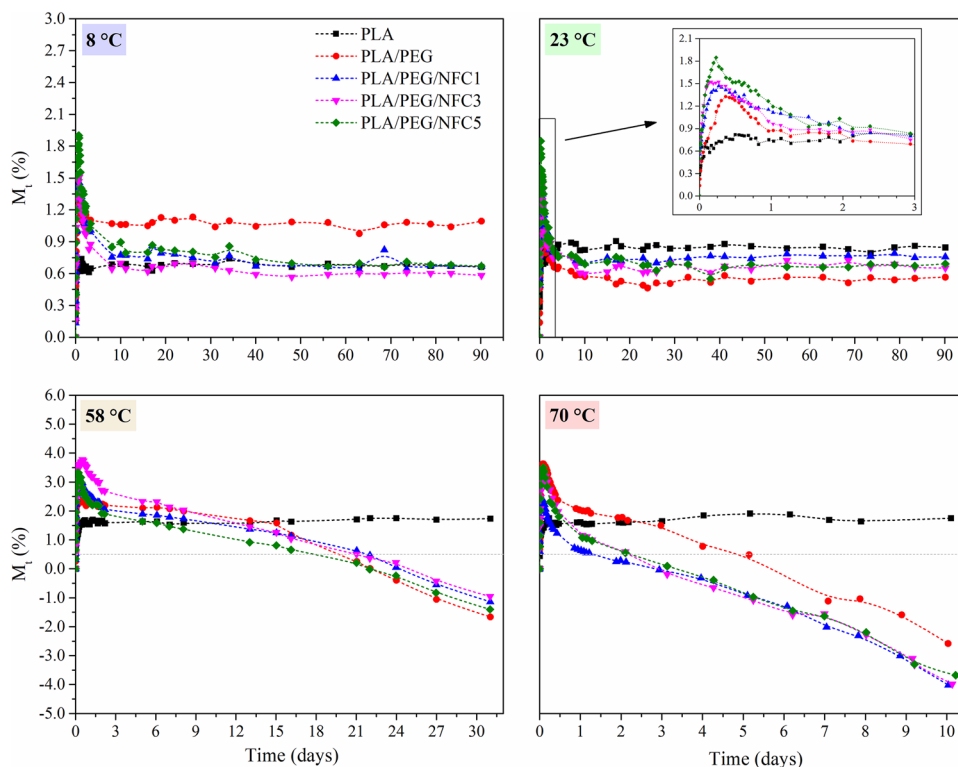 8 °C
PLA
PLA/PEG
PLA/PEG/NFC1
PLA/PEG/NFC3
PLA/PEG/NFC5
3.0
2.7
2.4
2.1
1.8
1.5
1.2
0.9
0.6
0.3
0.0
Mt (%)
0 10 20 30 40 50 60 70 80 90
23 °C
2.1
1.8
1.5
1.2
0.9
0.6
0.3
0.0
0 1 2 3
0 10 20 30 40 50 60 70 80 90
58 °C
6.0
5.0
4.0
3.0
2.0
1.0
0.0
-1.0
-2.0
-3.0
-4.0
-5.0
Mt (%)
0 3 6 9 12 15 18 21 24 27 30
Time (days)
70 °C
0 1 2 3 4 5 6 7 8 9 10
Time (days)